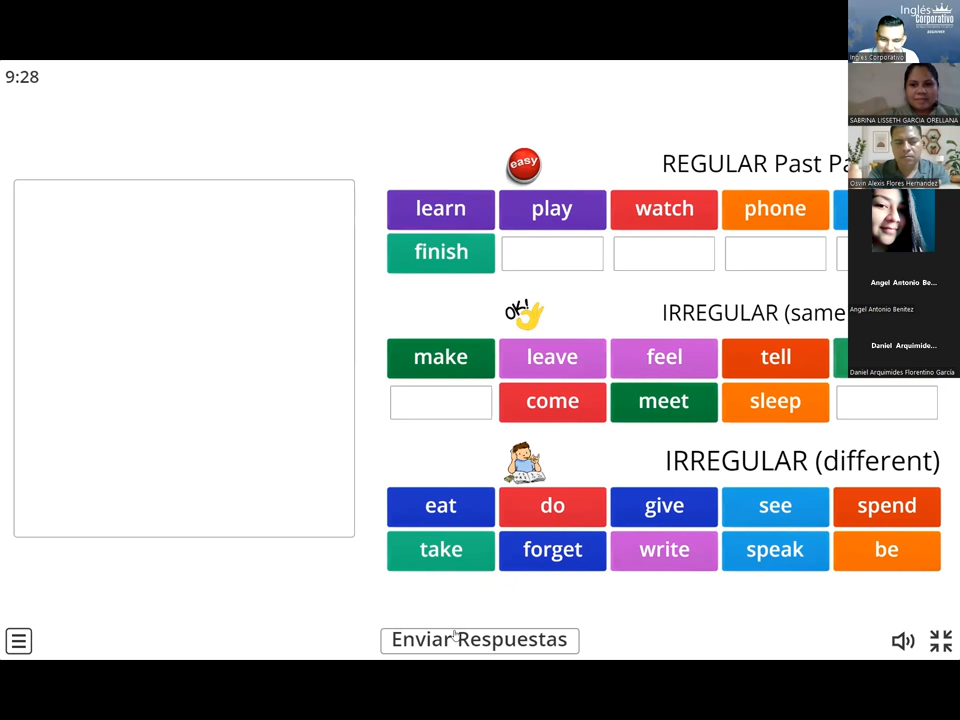 Inglés
Corporativo
9:28
Ingles Corporativo
SABRINA LISSETH GARCIA ORELLANA
easy
REGULAR Past Pa
Osvin Alexis Flores Hernandez
learn play watch phone
finish
Angel Antonio Be...
OK!
IRREGULAR (same
Angel Antonio Benitez
Daniel Arquimide...
make leave feel tell
Daniel Arquimides Florentino García
come meet sleep
IRREGULAR (different)
eat do give see spend
take forget write speak be
Enviar Respuestas